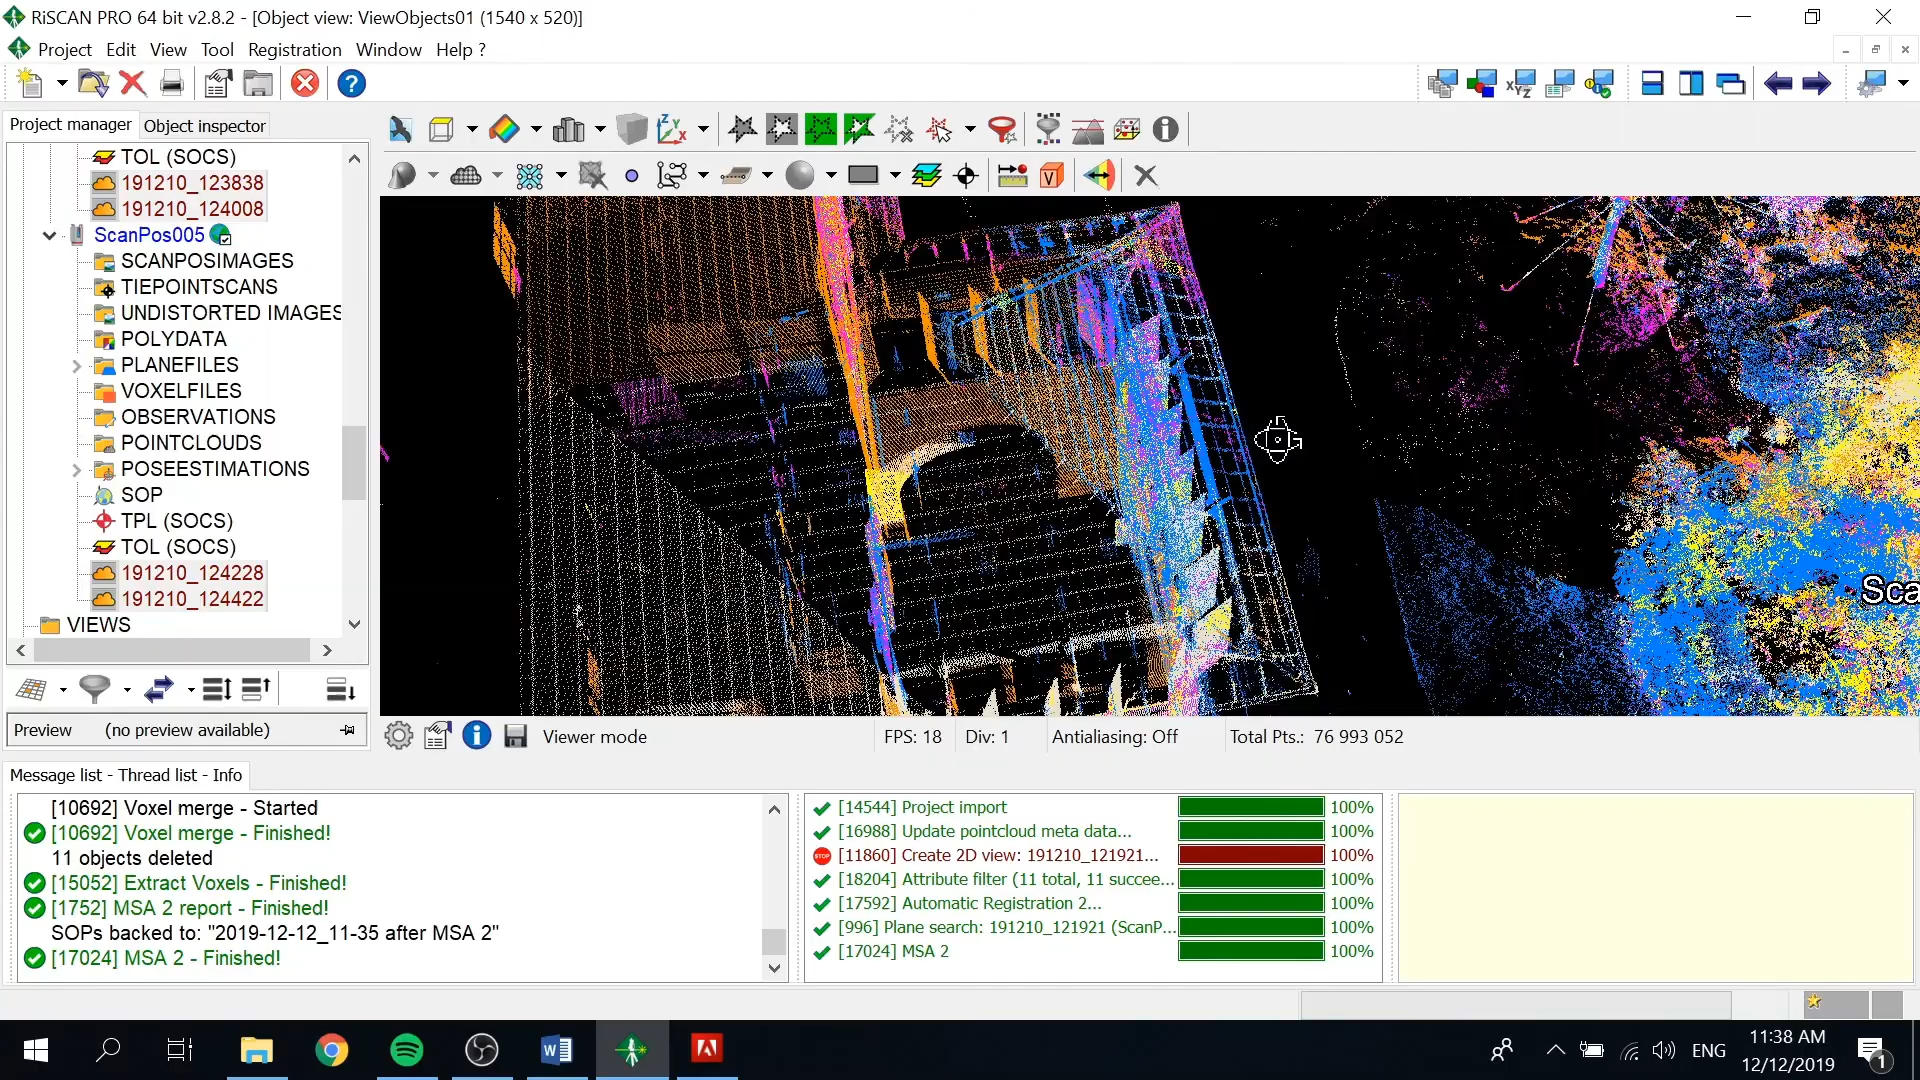 RiSCAN PRO 64 bit v2.8.2 - [Object view: ViewObjects01 (1540 x 520)]
Project Edit View Tool Registration Window Help ?
Project manager Object inspector
TOL (SOCS)
191210_123838
191210_124008
ScanPos005
SCANPOSIMAGES
TIEPOINTSCANS
UNDISTORTED IMAGES
POLYDATA
PLANEFILES
VOXELFILES
OBSERVATIONS
POINTCLOUDS
POSEESTIMATIONS
SOP
TPL (SOCS)
TOL (SOCS)
191210_124228
191210_124422
VIEWS
Sca
Preview (no preview available)
Viewer mode FPS: 18 Div: 1 Antialiasing: Off Total Pts.: 76 993 052
Message list - Thread list - Info
[10692] Voxel merge - Started
[10692] Voxel merge - Finished!
11 objects deleted
[15052] Extract Voxels - Finished!
[1752] MSA 2 report - Finished!
SOPs backed to: "2019-12-12_11-35 after MSA 2"
[17024] MSA 2 - Finished!
[14544] Project import 100%
[16988] Update pointcloud meta data... 100%
STOP [11860] Create 2D view: 191210_121921... 100%
[18204] Attribute filter (11 total, 11 succee... 100%
[17592] Automatic Registration 2... 100%
[996] Plane search: 191210_121921 (ScanP... 100%
[17024] MSA 2 100%
ENG
11:38 AM
12/12/2019
1